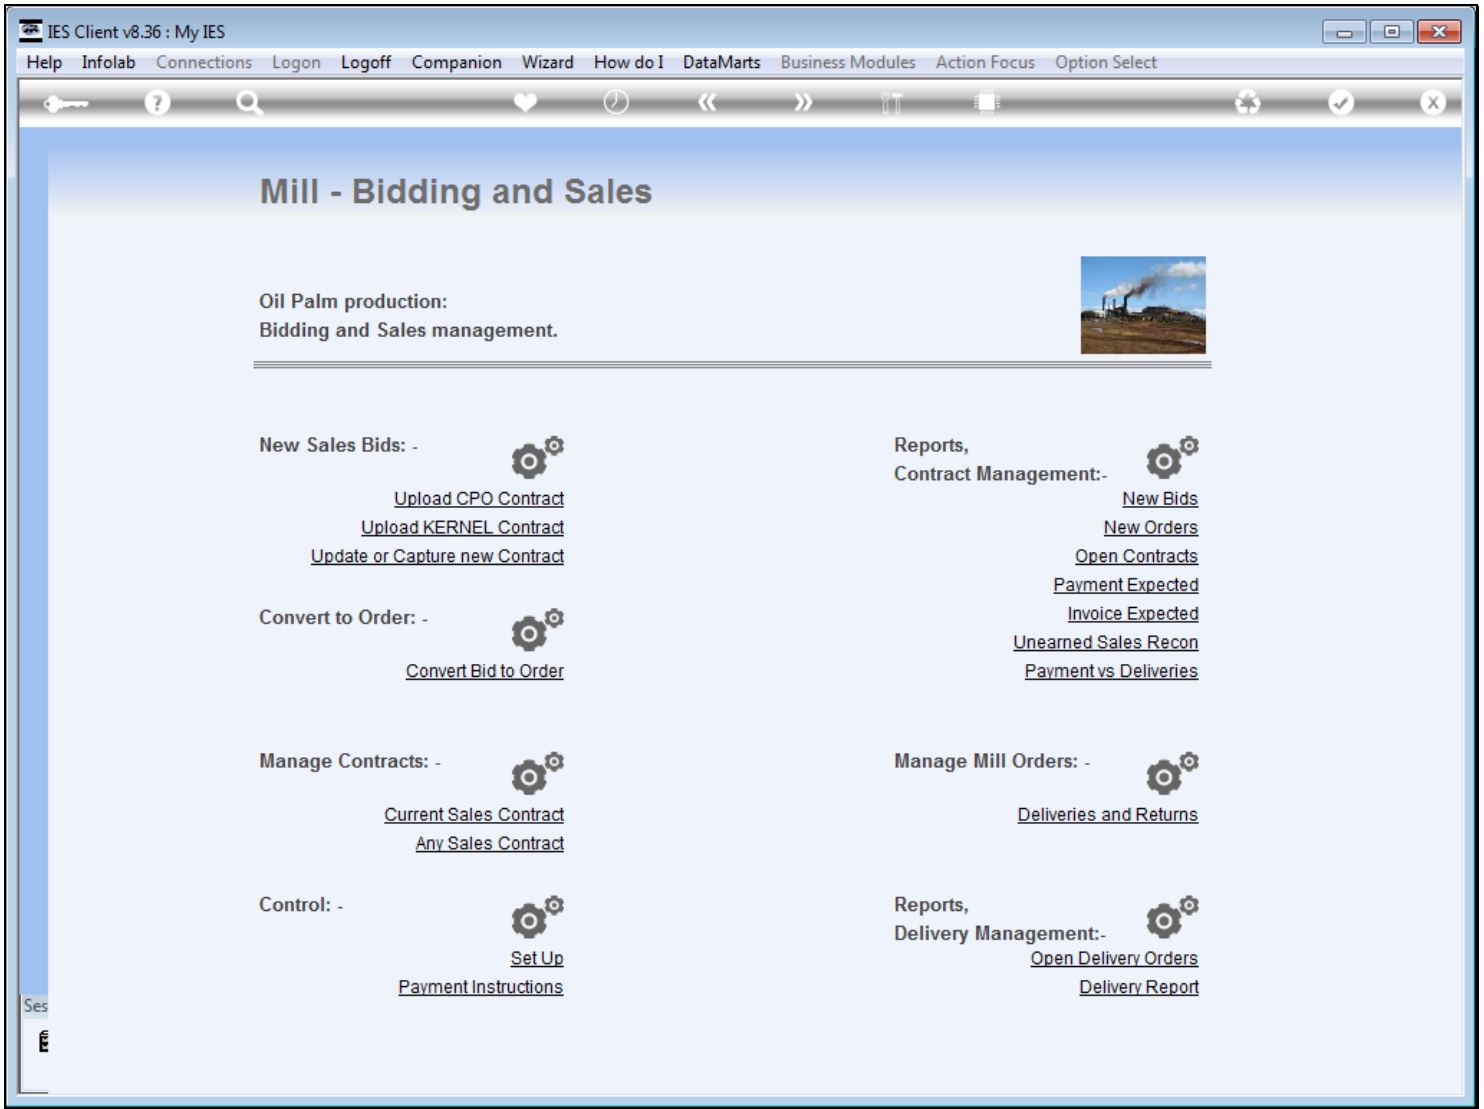 IES Client v8.36 : My IES
Help Infolab Connections Logon Logoff Companion Wizard How do I DataMarts Business Modules Action Focus Option Select
Mill - Bidding and Sales
Oil Palm production:
Bidding and Sales management.
New Sales Bids: -
Upload CPO Contract
Upload KERNEL Contract
Update or Capture new Contract
Convert to Order: -
Convert Bid to Order
Manage Contracts: -
Current Sales Contract
Any Sales Contract
Control: -
Set Up
Payment Instructions
Reports,
Contract Management:-
New Bids
New Orders
Open Contracts
Payment Expected
Invoice Expected
Unearned Sales Recon
Payment vs Deliveries
Manage Mill Orders: -
Deliveries and Returns
Reports,
Delivery Management:-
Open Delivery Orders
Delivery Report
Ses